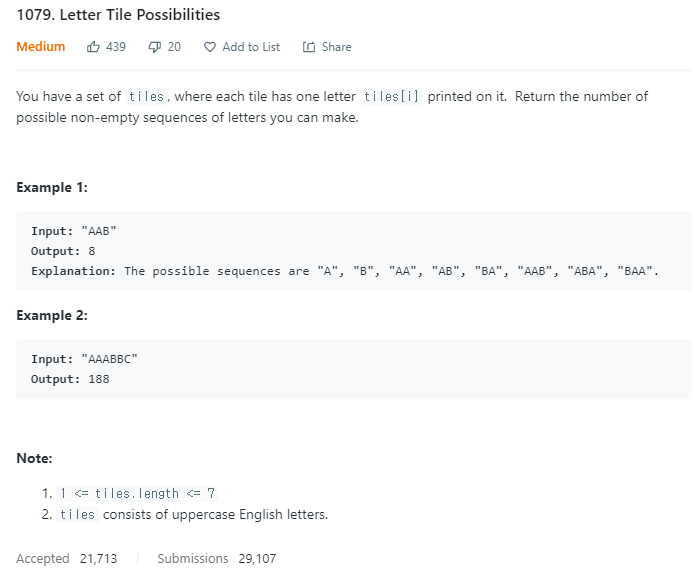 1079. Letter Tile Possibilities
Medium 439 20 Add to List Share
You have a set of tiles, where each tile has one letter tiles[i] printed on it. Return the number of
possible non-empty sequences of letters you can make.
Example 1:
Input: "AAB"
Output: 8
Explanation: The possible sequences are "A", "B", "AA", "AB", "BA", "AAB", "ABA", "BAA".
Example 2:
Input: "AAABBC"
Output: 188
Note:
1. 1 <= tiles.length <= 7
2. tiles consists of uppercase English letters.
Accepted 21,713 Submissions 29,107